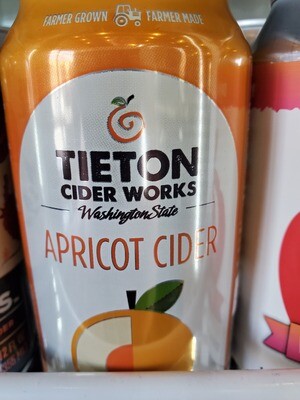 FARMER GROWN FARMER MADE
TIETON
CIDER WORKS
Washington State
APRICOT CIDER